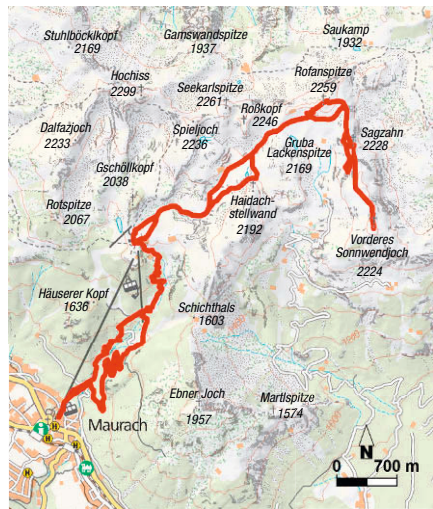 Stuhlböcklkopf
2169
Gamswandspitze
1937
Saukamp
1932
Hochiss
2299
Seekarlspitze
2261
Rofanspitze
2259
Dalfažjoch
2233
Spieljoch
2236
Roßkopf
2246
Sagzahn
2228
Gschöllkopf
2038
Gruba
Lackenspitze
2169
Rotspitze
2067
Haidach-
stellwand
2192
Vorderes
Sonnwendjoch
2224
Häuserer Kopf
1636
Schichthals
1603
Ebner Joch
1957
Martlspitze
1574
Maurach
H
H
H
H
N
0 700 m